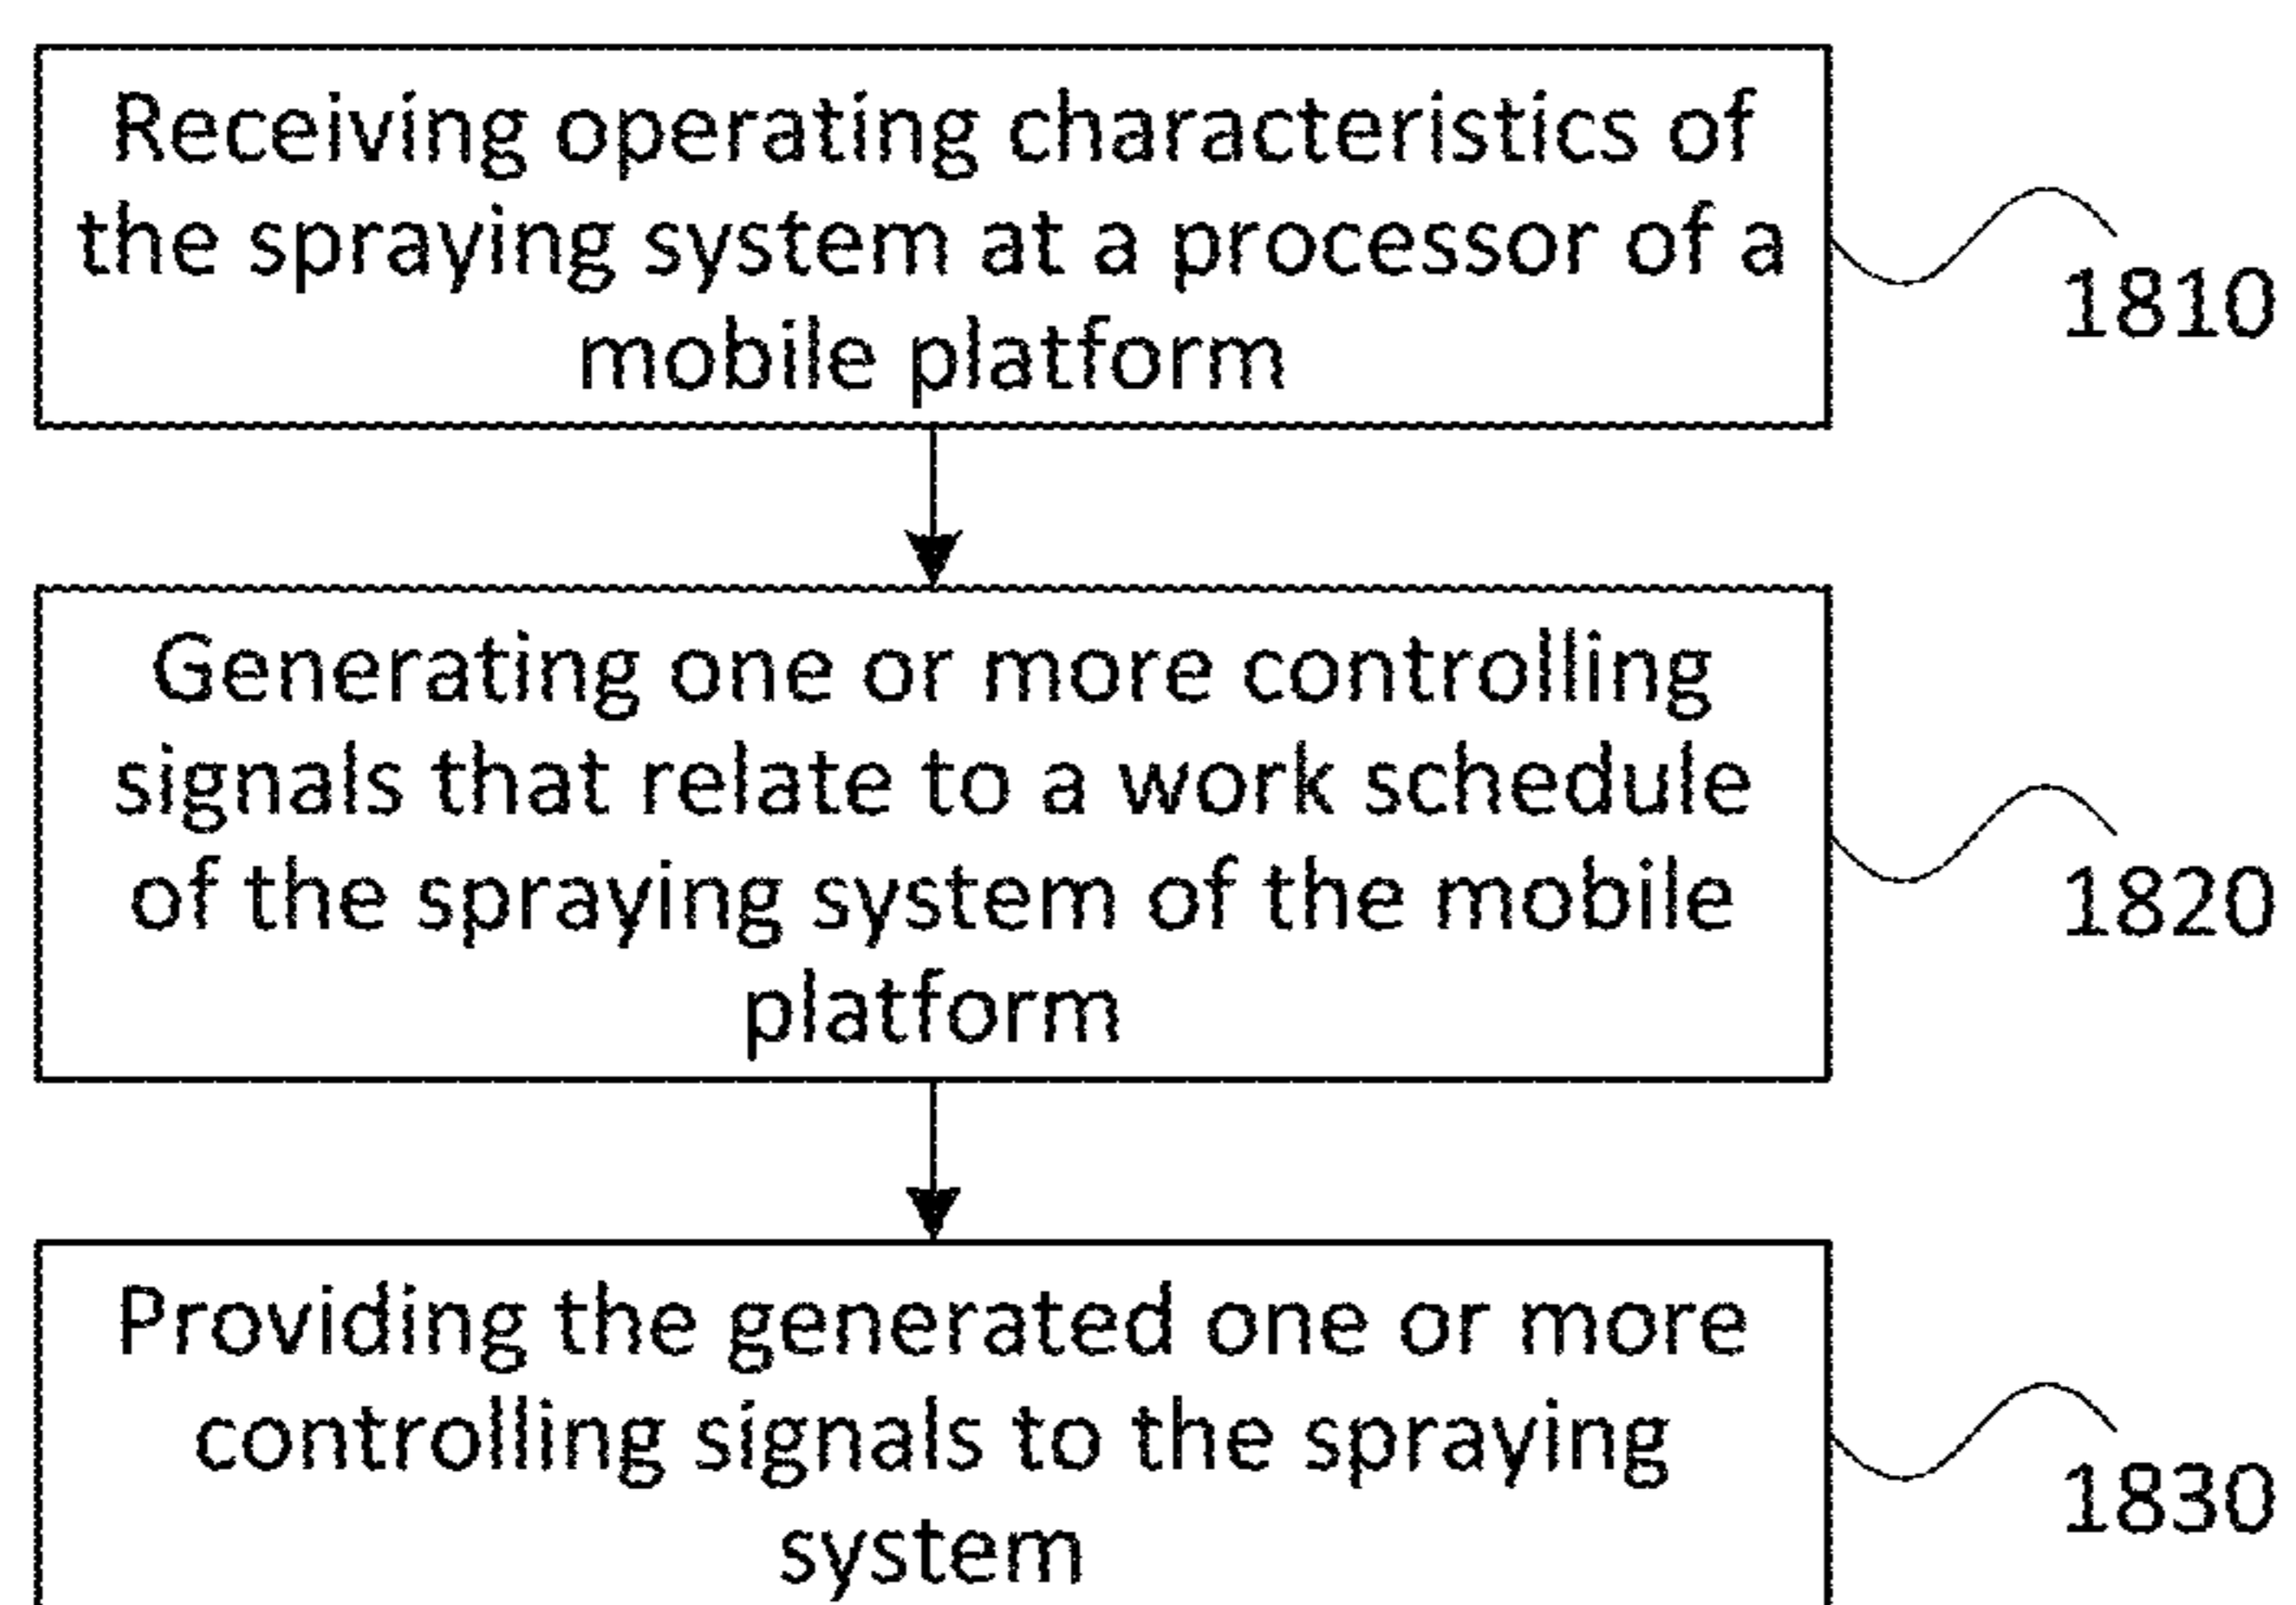 Receiving operating characteristics of
the spraying system at a processor of a
mobile platform
1810
Generating one or more controlling
signals that relate to a work schedule
of the spraying system of the mobile
platform
1820
Providing the generated one or more
controlling signals to the spraying
system
1830